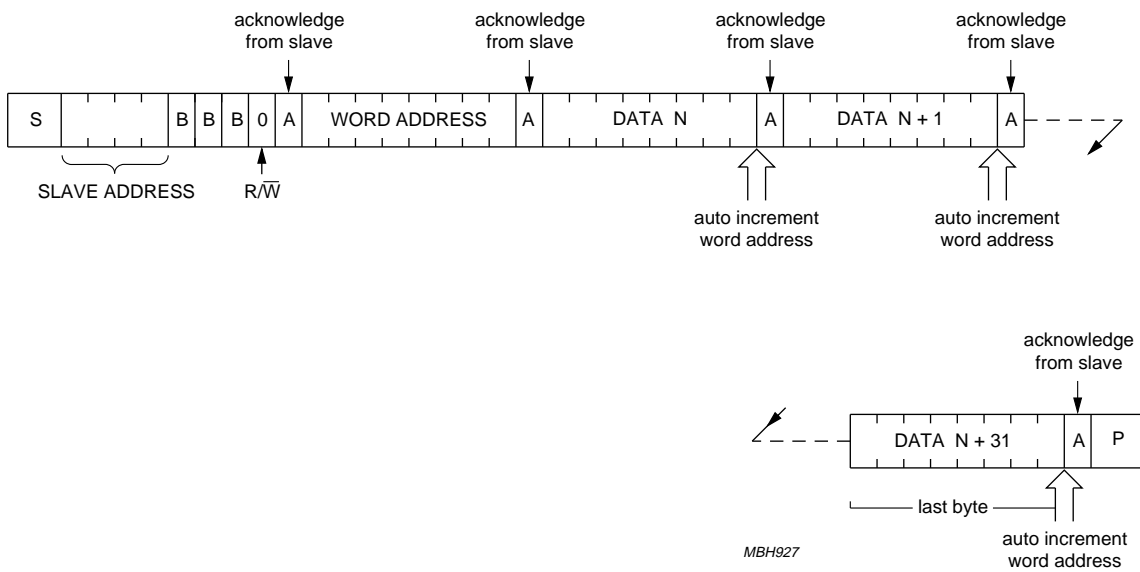 acknowledge
from slave
acknowledge
from slave
acknowledge
from slave
acknowledge
from slave
S B B B 0 A WORD ADDRESS A DATA N A DATA N + 1 A
SLAVE ADDRESS
R/W̅
auto increment
word address
auto increment
word address
acknowledge
from slave
DATA N + 31 A P
last byte
auto increment
word address
MBH927